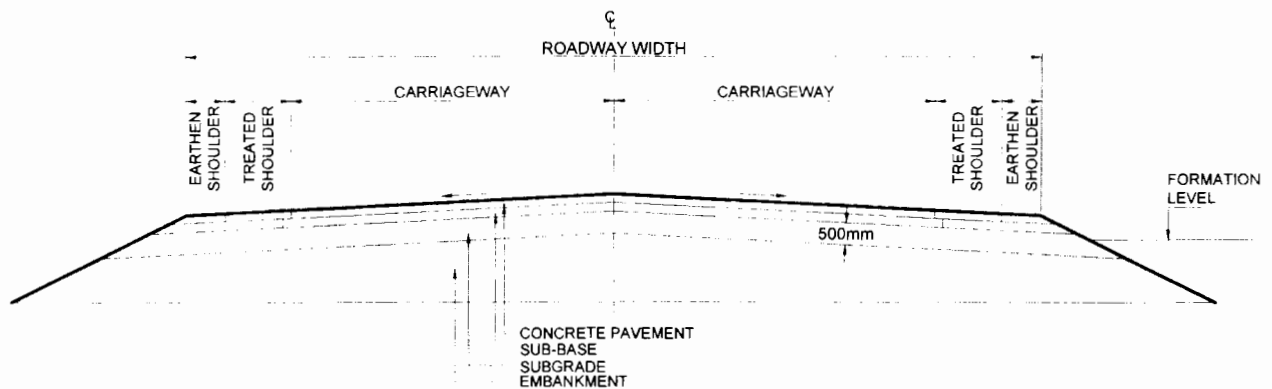 ℄
ROADWAY WIDTH
CARRIAGEWAY
CARRIAGEWAY
EARTHEN
SHOULDER
TREATED
SHOULDER
TREATED
SHOULDER
EARTHEN
SHOULDER
FORMATION
LEVEL
500mm
CONCRETE PAVEMENT
SUB-BASE
SUBGRADE
EMBANKMENT